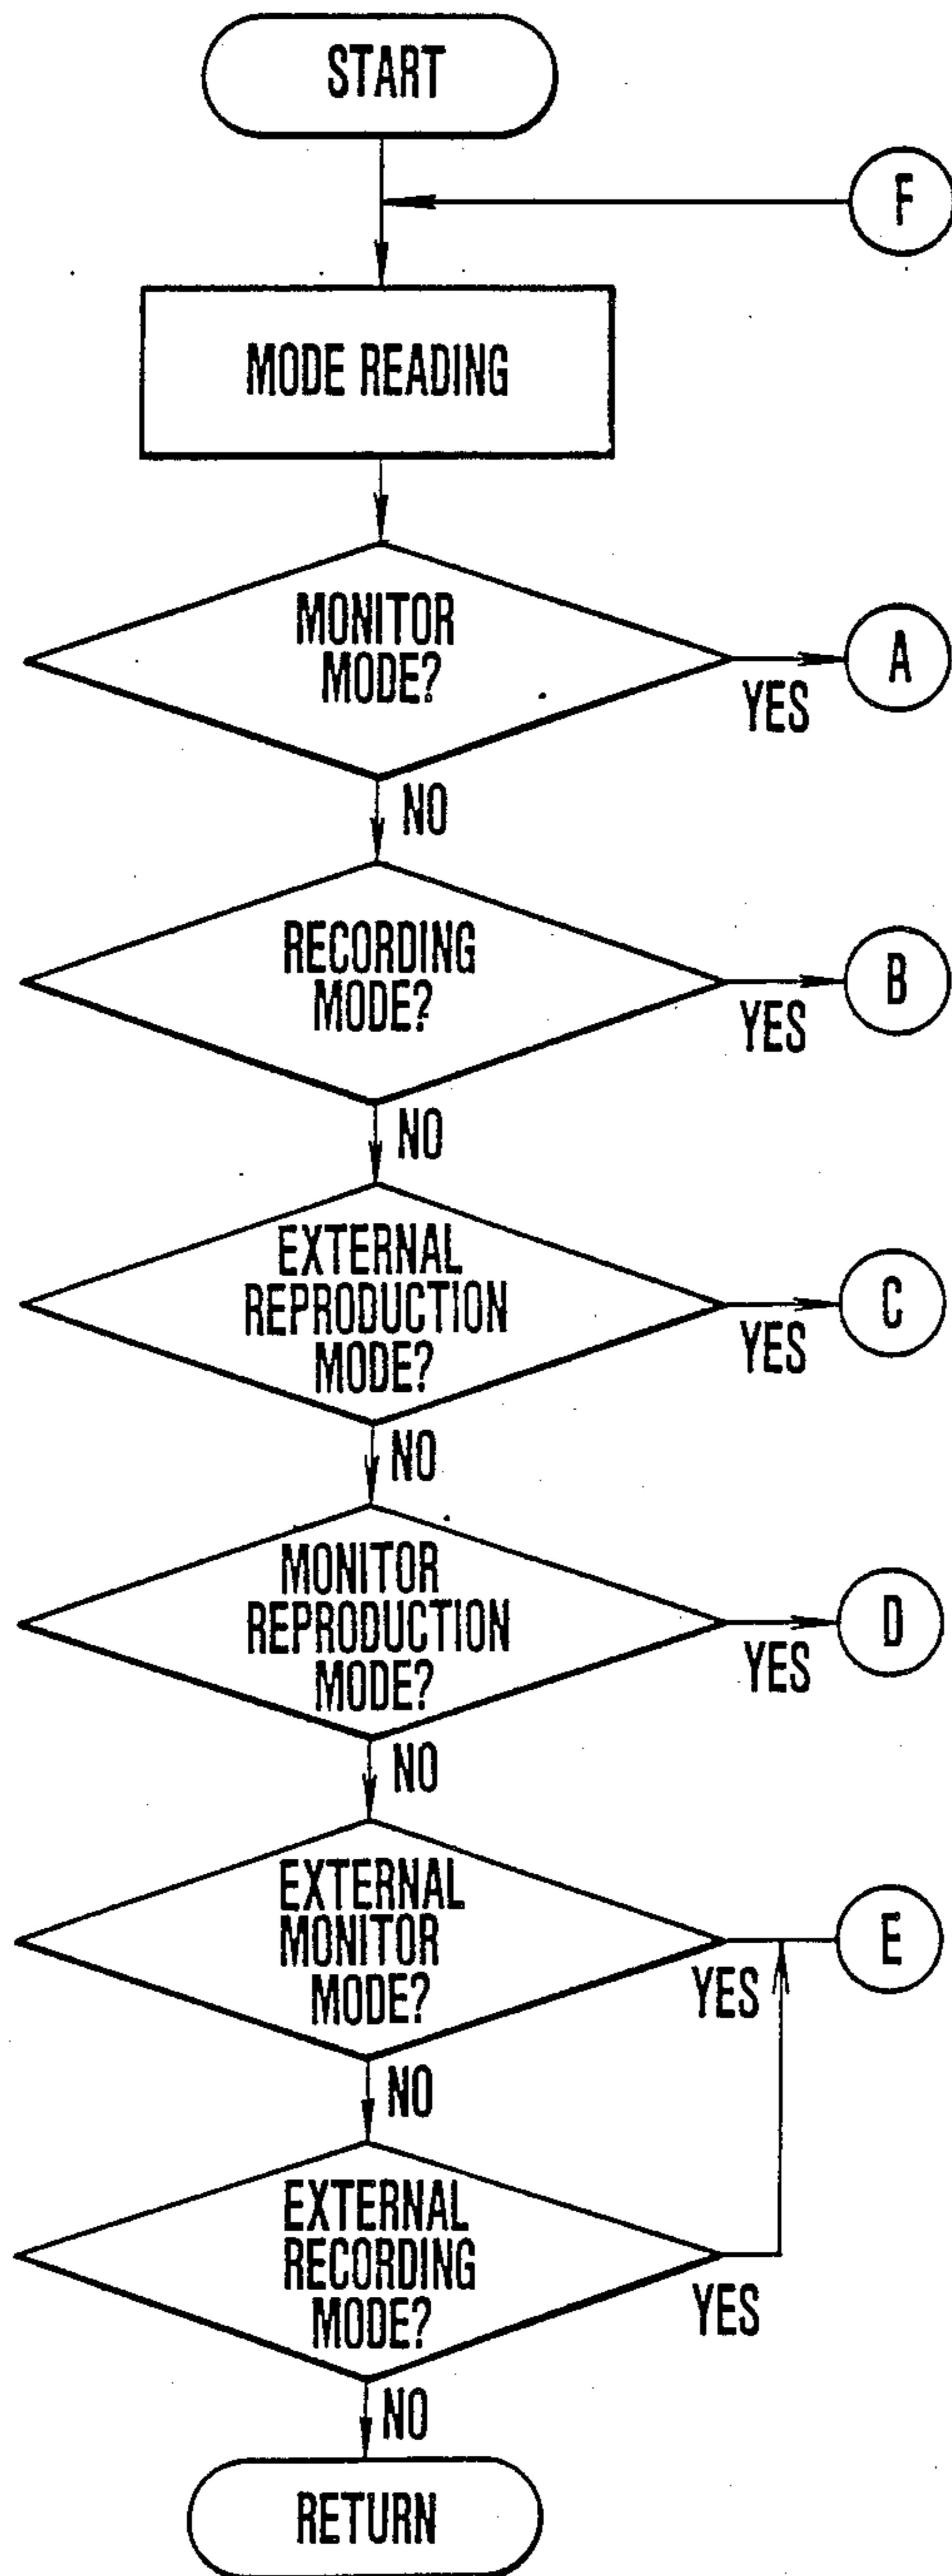 START
F
MODE READING
MONITOR
MODE?
YES
A
NO
RECORDING
MODE?
YES
B
NO
EXTERNAL
REPRODUCTION
MODE?
YES
C
NO
MONITOR
REPRODUCTION
MODE?
YES
D
NO
EXTERNAL
MONITOR
MODE?
YES
E
NO
EXTERNAL
RECORDING
MODE?
YES
NO
RETURN